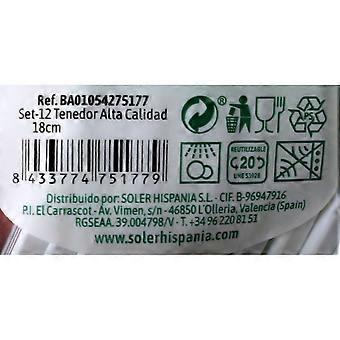 Ref. BA01054275177
Set-12 Tenedor Alta Calidad
18cm
PS
REUTILIZABLE
20
UNE 53928
8 433774 751779
Distribuido por: SOLER HISPANIA S.L. - CIF. B-96947916
P.I. El Carrascot - Av. Vimen, s/n - 46850 L'Olleria, Valencia (Spain)
RGSEAA. 39.004798/V - T. +34 96 220 81 51
www.solerhispania.com